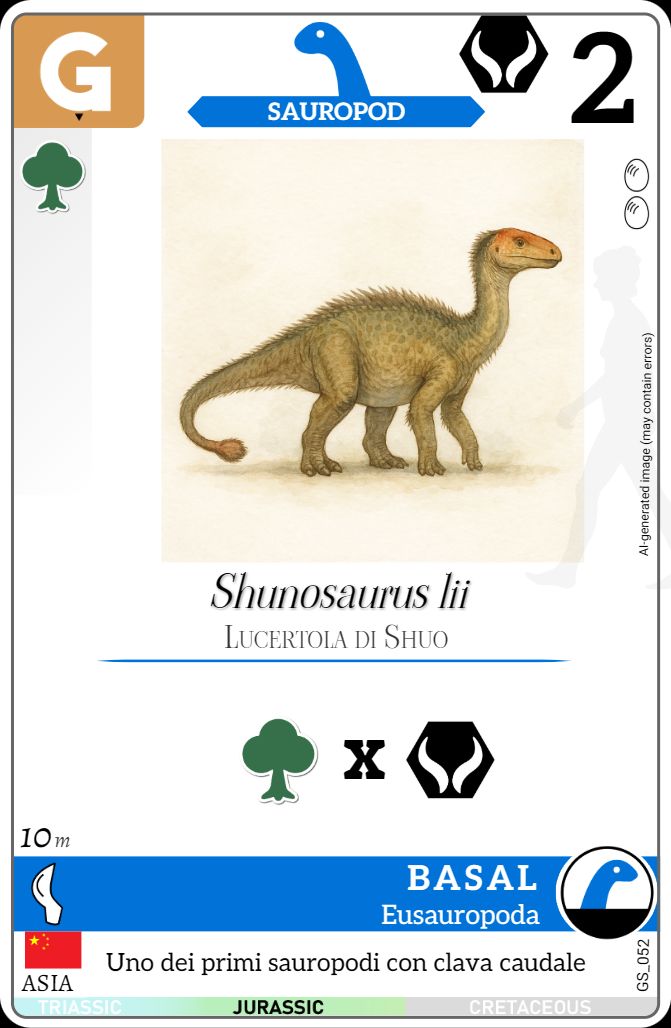 G
SAUROPOD
2
AI-generated image (may contain errors)
Shunosaurus lii
Lucertola di Shuo
x
10 m
BASAL
Eusauropoda
ASIA
Uno dei primi sauropodi con clava caudale
GS_052
TRIASSIC
JURASSIC
CRETACEOUS